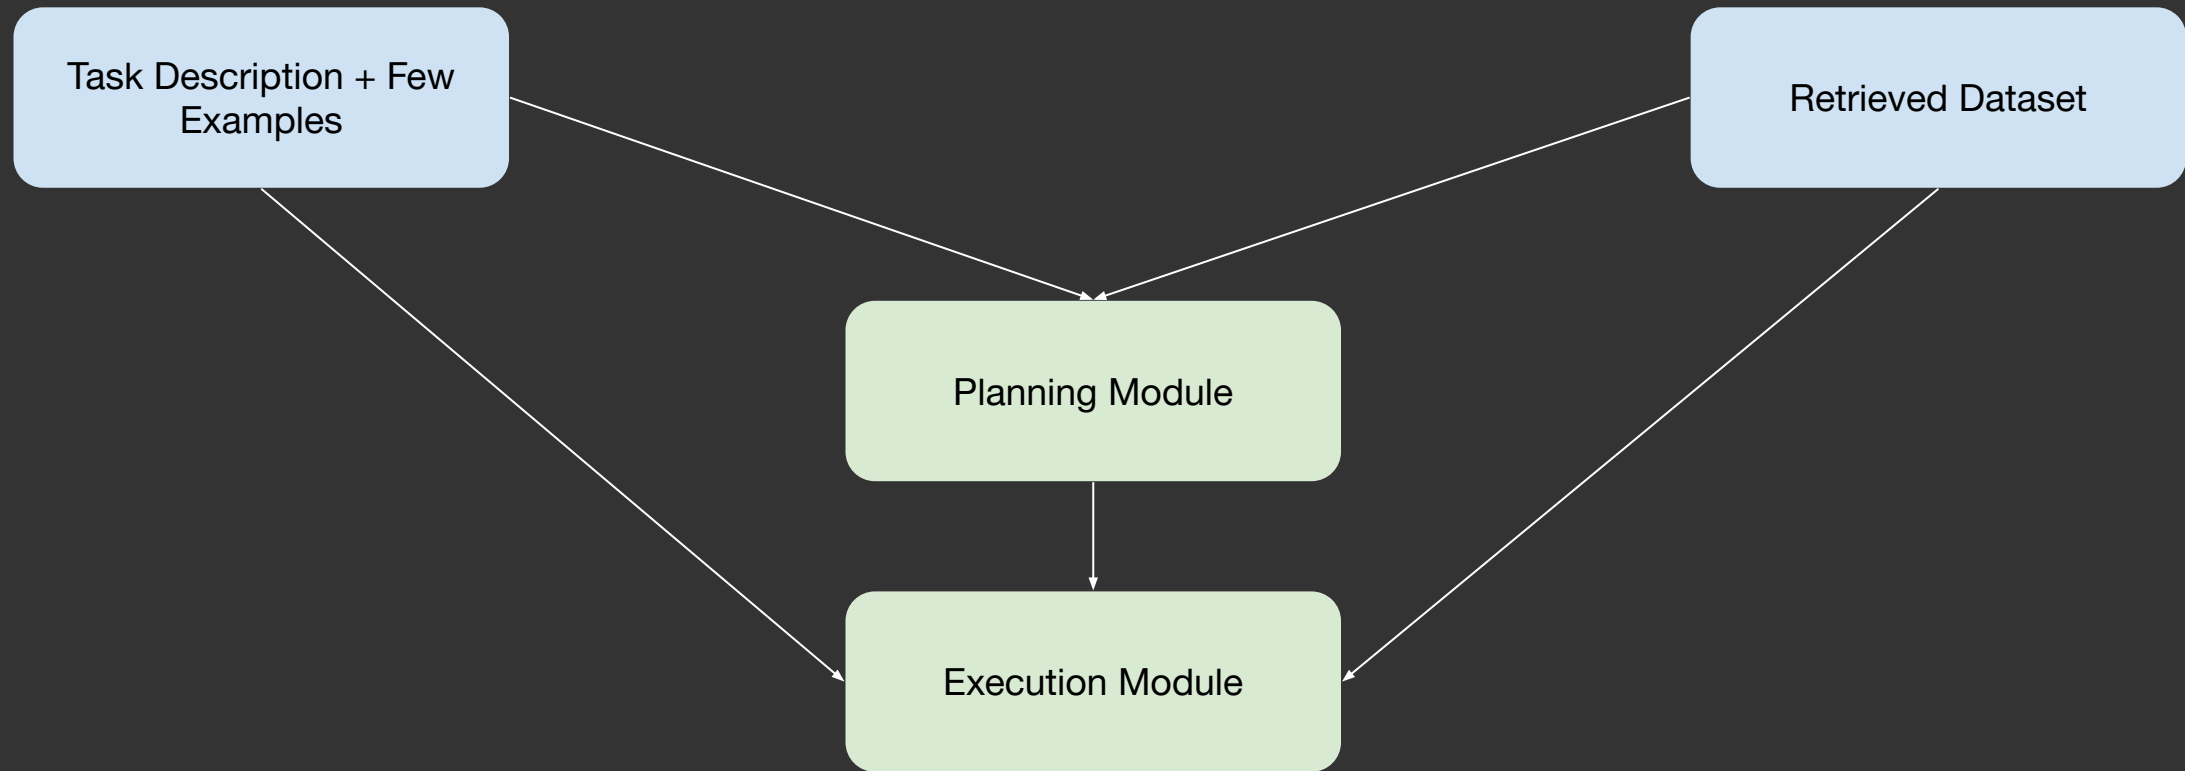 Task Description + Few
Examples
Retrieved Dataset
Planning Module
Execution Module